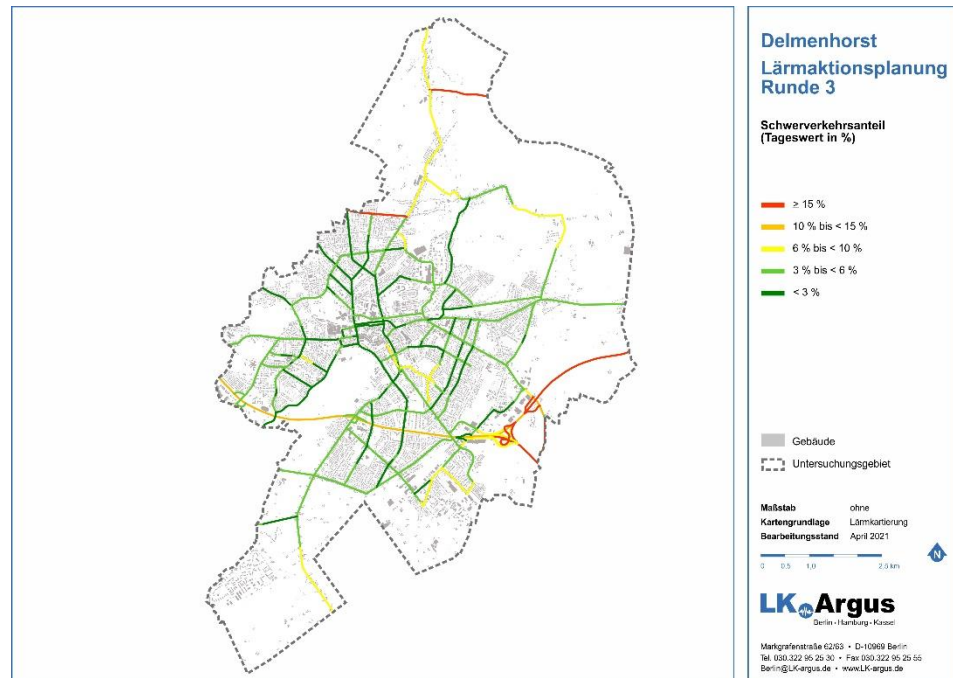 Delmenhorst
Lärmaktionsplanung
Runde 3
Schwerverkehrsanteil
(Tageswert in %)
≥ 15 %
10 % bis < 15 %
6 % bis < 10 %
3 % bis < 6 %
< 3 %
Gebäude
Untersuchungsgebiet
Maßstab ohne
Kartengrundlage Lärmkartierung
Bearbeitungsstand April 2021
0 0,5 1,0 2,0 km
N
LK Argus
Berlin - Hamburg - Kassel
Markgrafenstraße 62/63 • D-10969 Berlin
Tel. 030.322 95 25 30 • Fax 030.322 95 25 55
Berlin@LK-argus.de • www.LK-argus.de